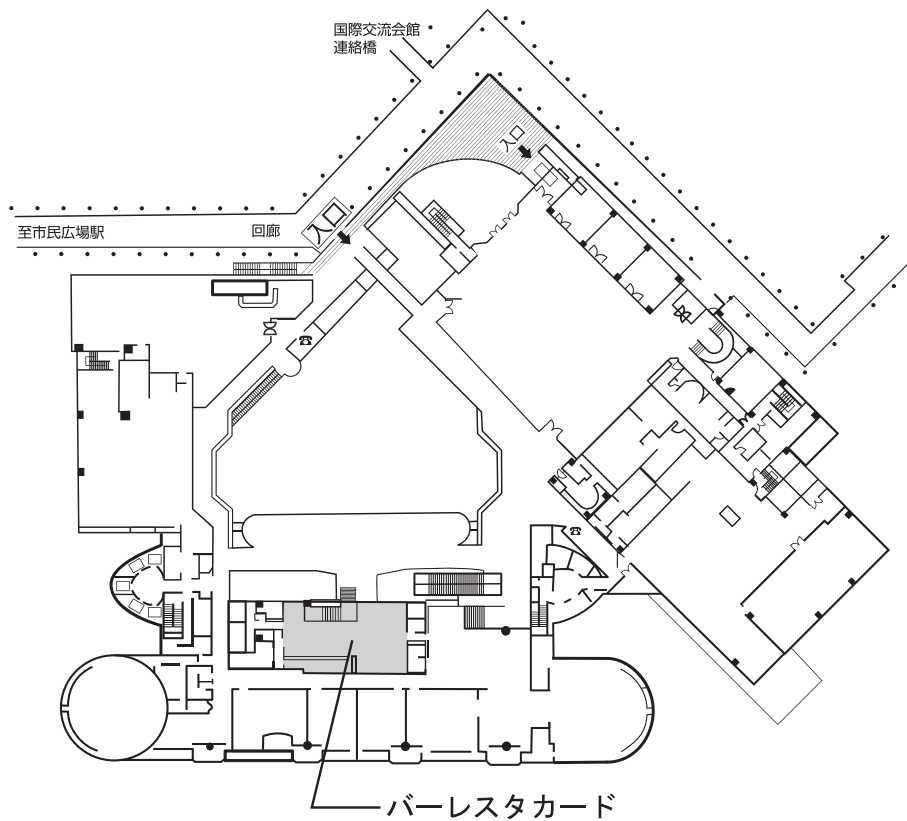 国際交流会館
連絡橋
入口
入口
至市民広場駅
回廊
バーレスタカード